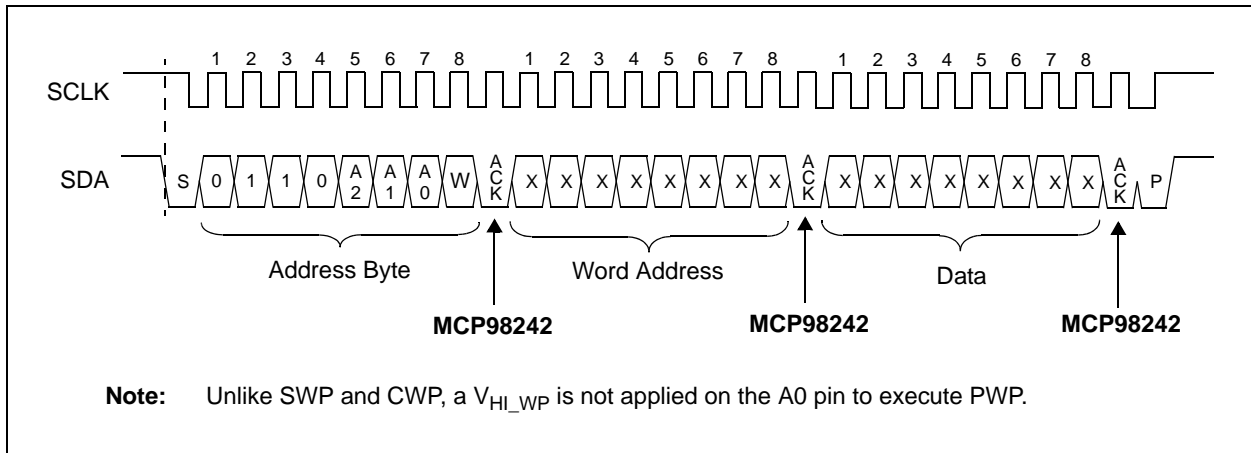 1 2 3 4 5 6 7 8 1 2 3 4 5 6 7 8 1 2 3 4 5 6 7 8
SCLK
SDA S 0 1 1 0 A2 A1 A0 W ACK X X X X X X X X ACK X X X X X X X X ACK P
Address Byte Word Address Data
MCP98242 MCP98242 MCP98242
Note: Unlike SWP and CWP, a VHI_WP is not applied on the A0 pin to execute PWP.